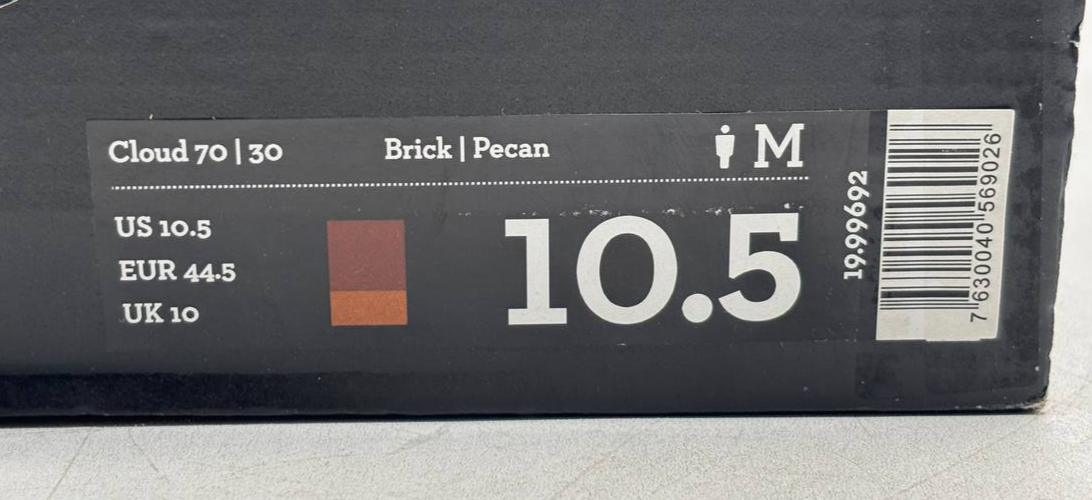 Cloud 70 | 30 Brick | Pecan M
US 10.5
EUR 44.5
UK 10
10.5
19.99692
7 630040 569026